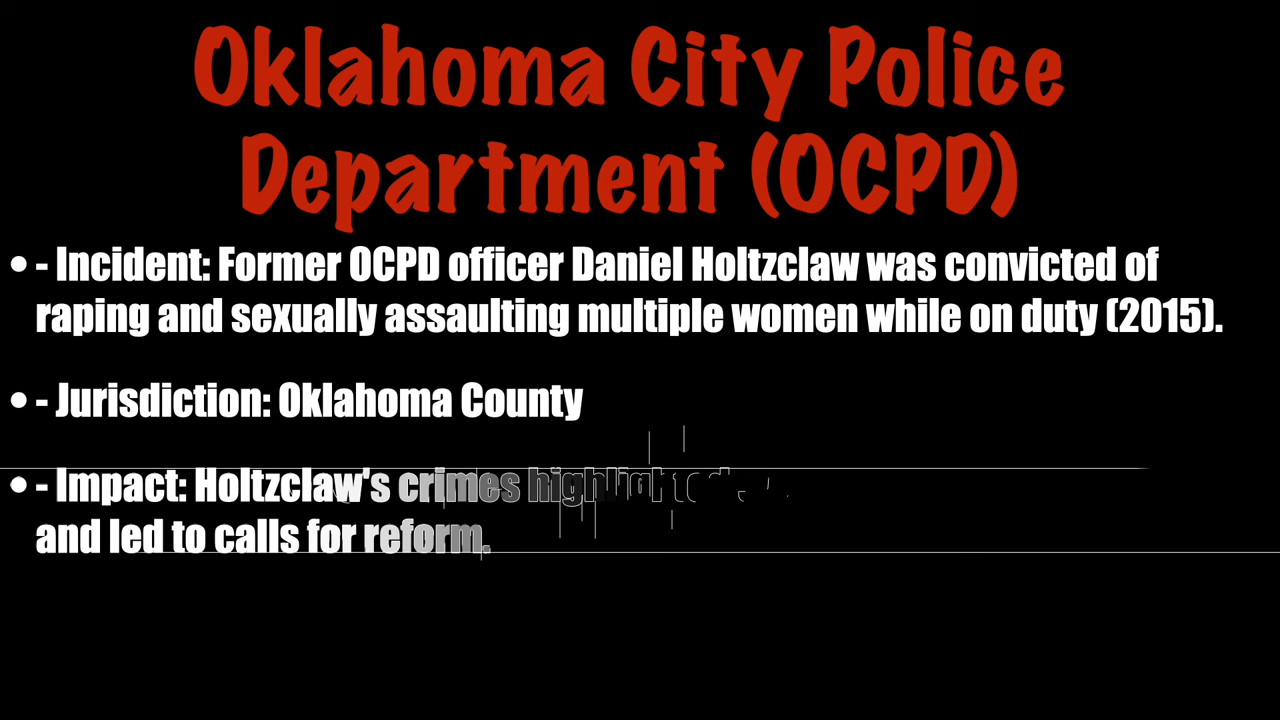 Oklahoma City Police
Department (OCPD)
• - Incident: Former OCPD officer Daniel Holtzclaw was convicted of
raping and sexually assaulting multiple women while on duty (2015).
• - Jurisdiction: Oklahoma County
• - Impact: Holtzclaw's crimes highlighted
and led to calls for reform.